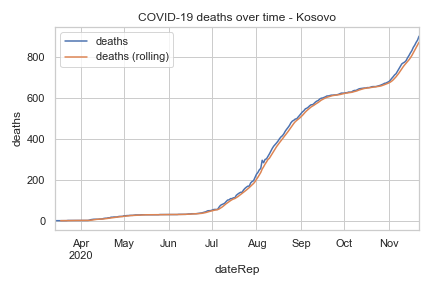 COVID-19 deaths over time - Kosovo
deaths
deaths (rolling)
deaths
800
600
400
200
0
Apr
2020
May
Jun
Jul
Aug
Sep
Oct
Nov
dateRep